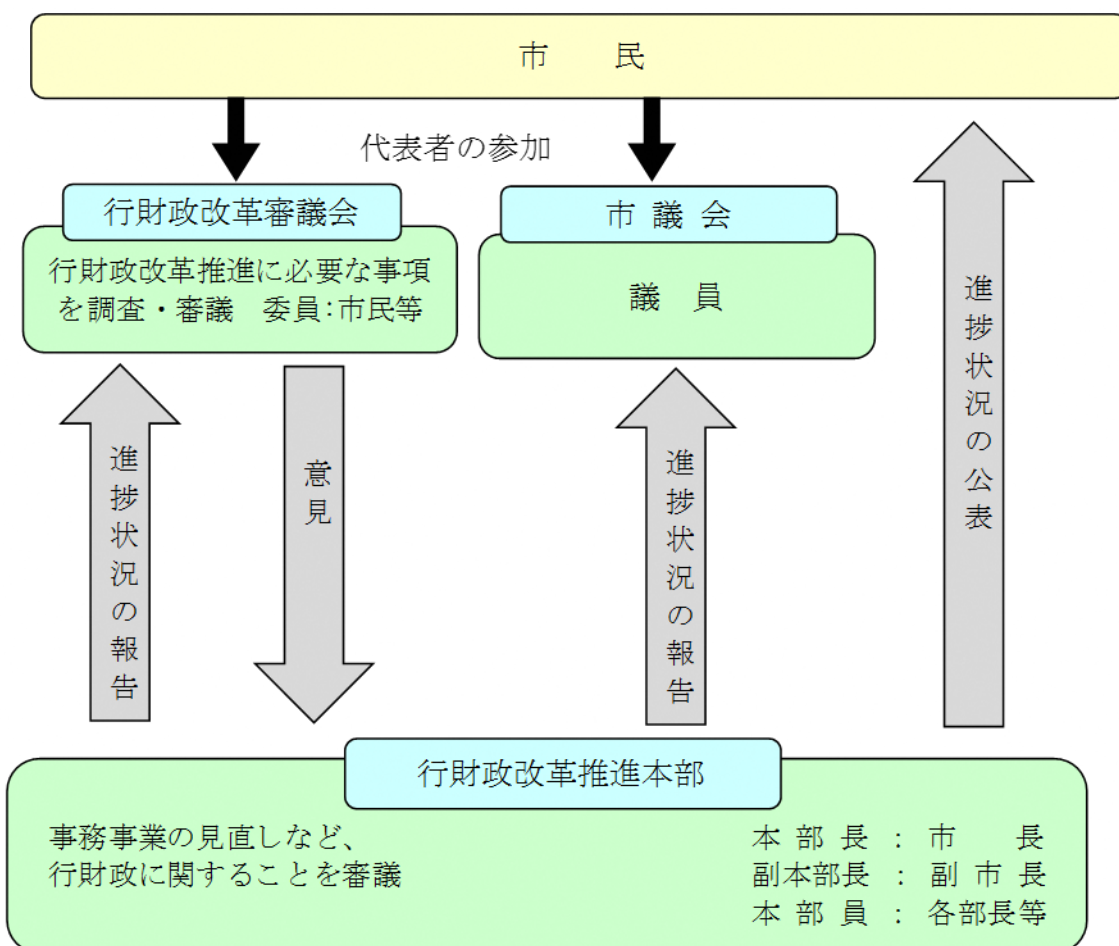 市　　民
代表者の参加
行財政改革審議会
行財政改革推進に必要な事項
を調査・審議　委員：市民等
市 議 会
議　員
進捗状況の報告
意見
進捗状況の報告
進捗状況の公表
行財政改革推進本部
事務事業の見直しなど、
行財政に関することを審議
本 部 長 ： 市　　長
副本部長 ： 副 市 長
本 部 員 ： 各部長等